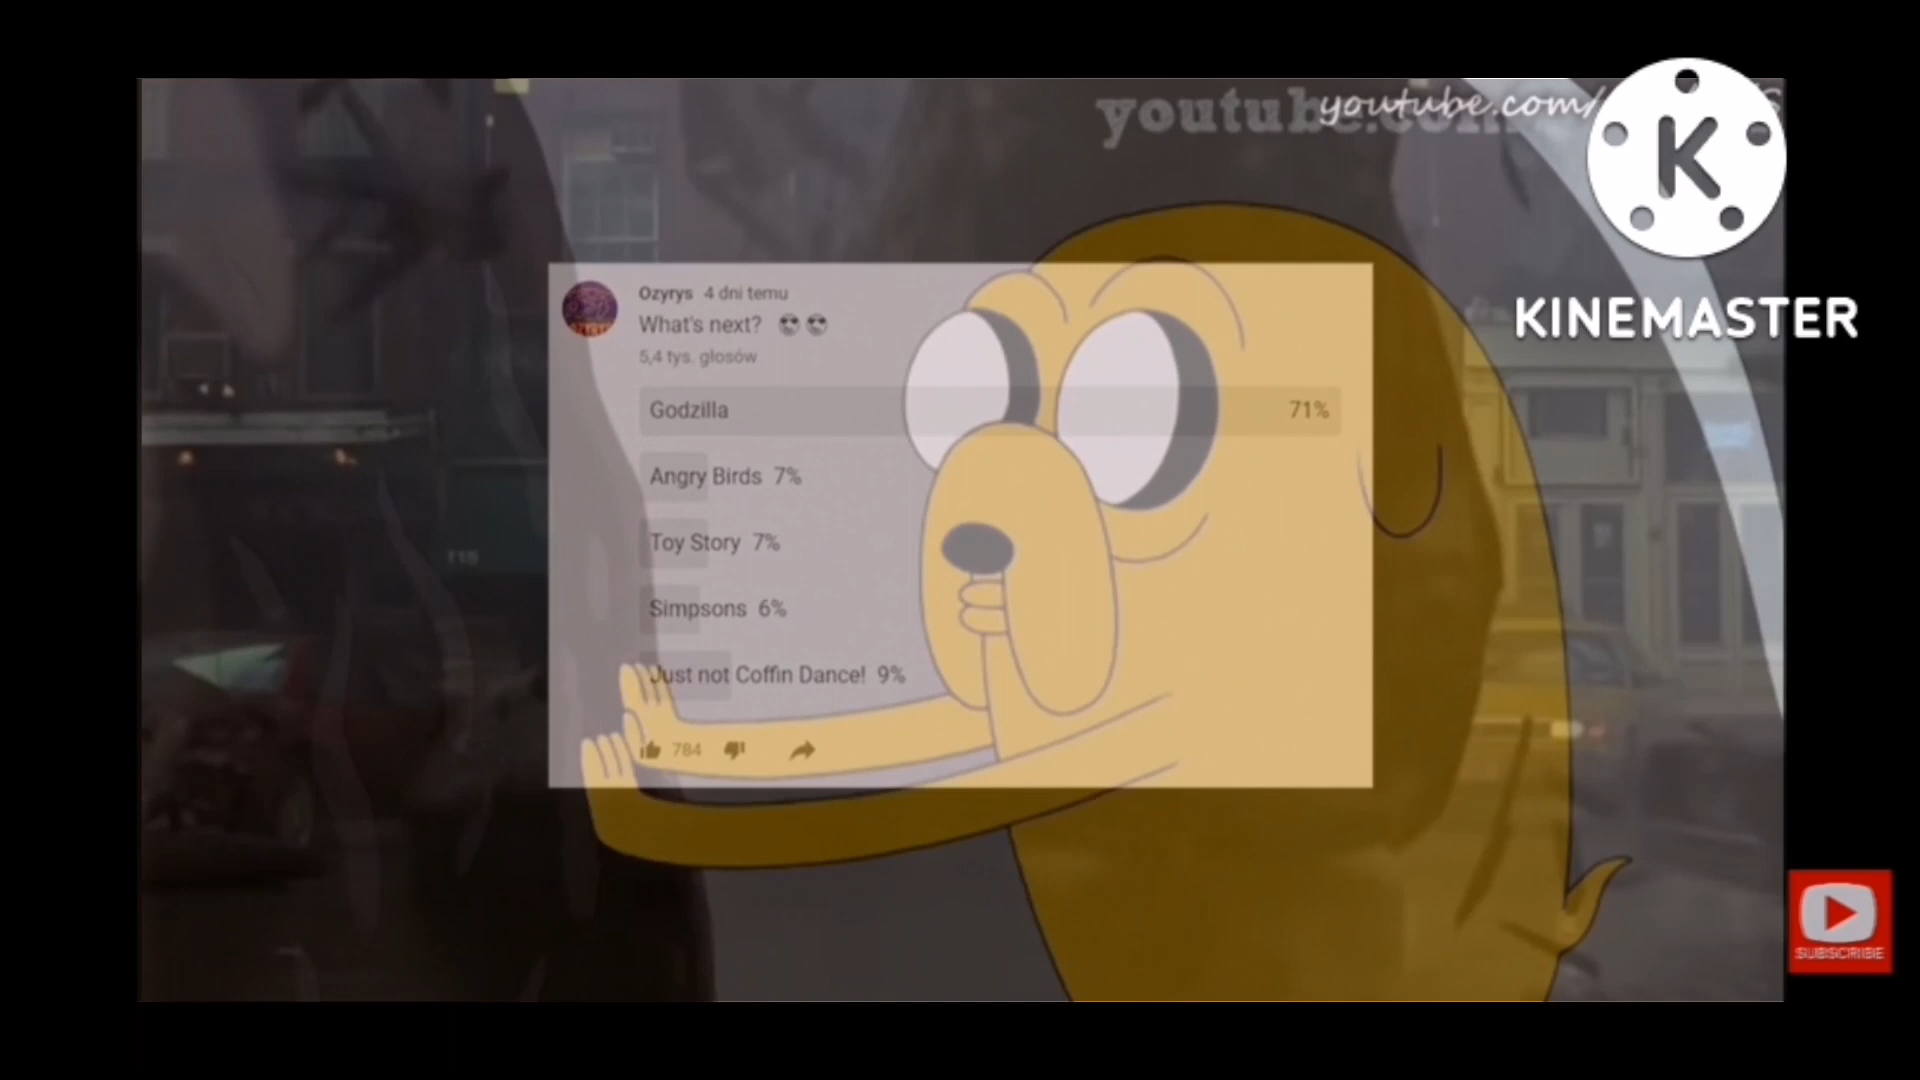 youtube.com/
youtube.com
K
KINEMASTER
Ozyrys 4 dni temu
What's next?
5,4 tys. głosów
Godzilla 71%
Angry Birds 7%
Toy Story 7%
Simpsons 6%
Just not Coffin Dance! 9%
784
115
SUBSCRIBE